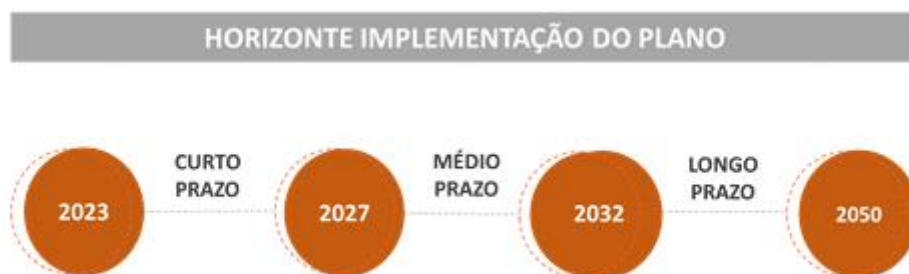 HORIZONTE IMPLEMENTAÇÃO DO PLANO
CURTO
PRAZO
MÉDIO
PRAZO
LONGO
PRAZO
2023
2027
2032
2050